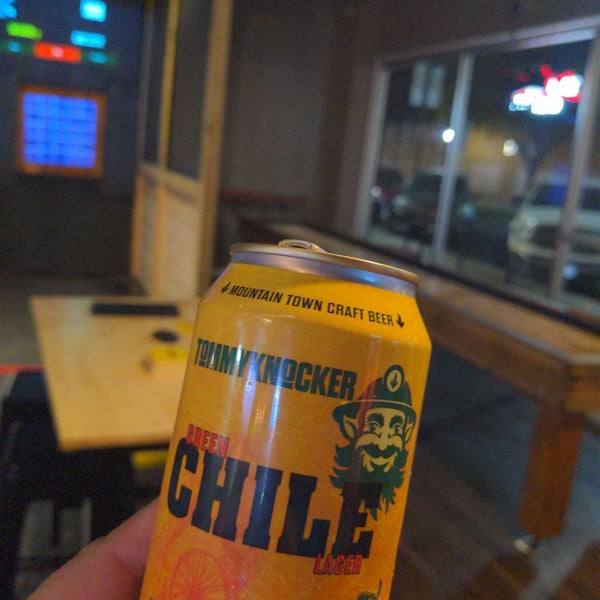 MOUNTAIN TOWN CRAFT BEER
TOMMYKNOCKER
GREEN
CHILE
LAGER